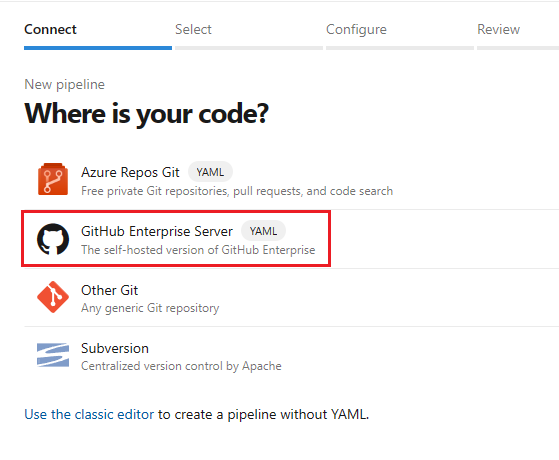 Connect Select Configure Review
New pipeline
Where is your code?
Azure Repos Git YAML
Free private Git repositories, pull requests, and code search
GitHub Enterprise Server YAML
The self-hosted version of GitHub Enterprise
Other Git
Any generic Git repository
Subversion
Centralized version control by Apache
Use the classic editor to create a pipeline without YAML.